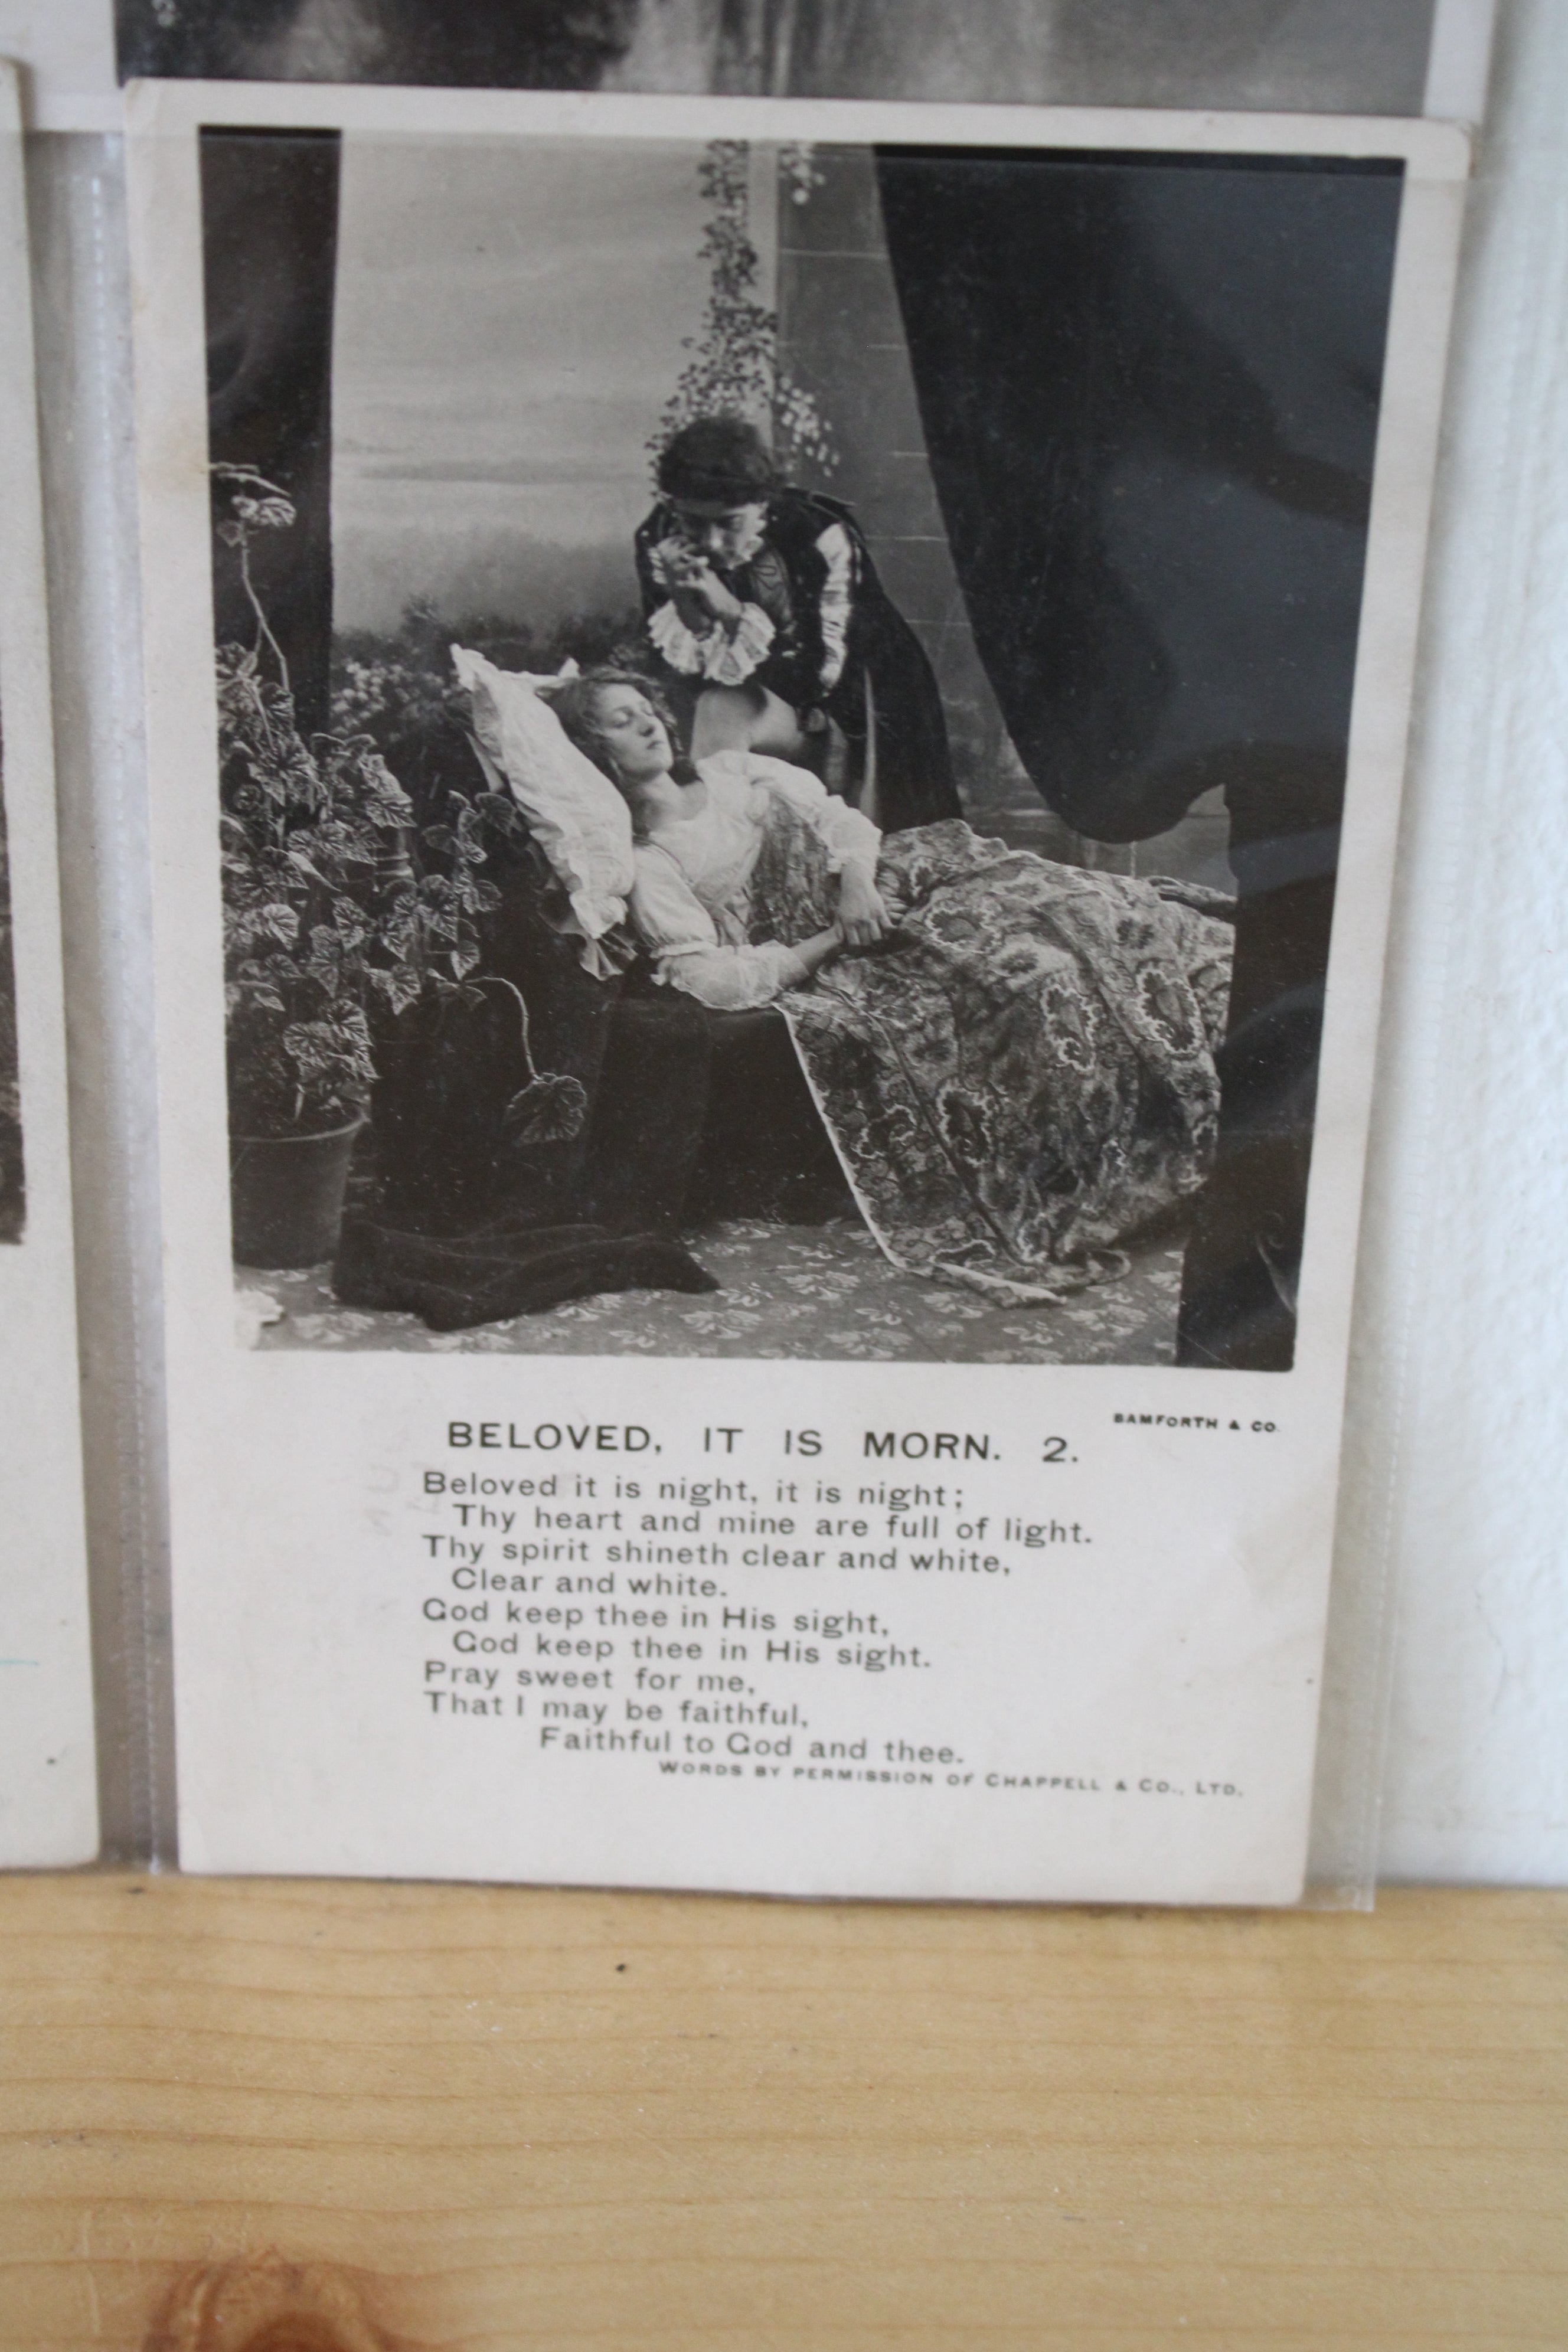 BAMFORTH & CO.
BELOVED, IT IS MORN. 2.
Beloved it is night, it is night;
Thy heart and mine are full of light.
Thy spirit shineth clear and white,
Clear and white.
God keep thee in His sight,
God keep thee in His sight.
Pray sweet for me,
That I may be faithful,
Faithful to God and thee.
WORDS BY PERMISSION OF CHAPPELL & CO., LTD.